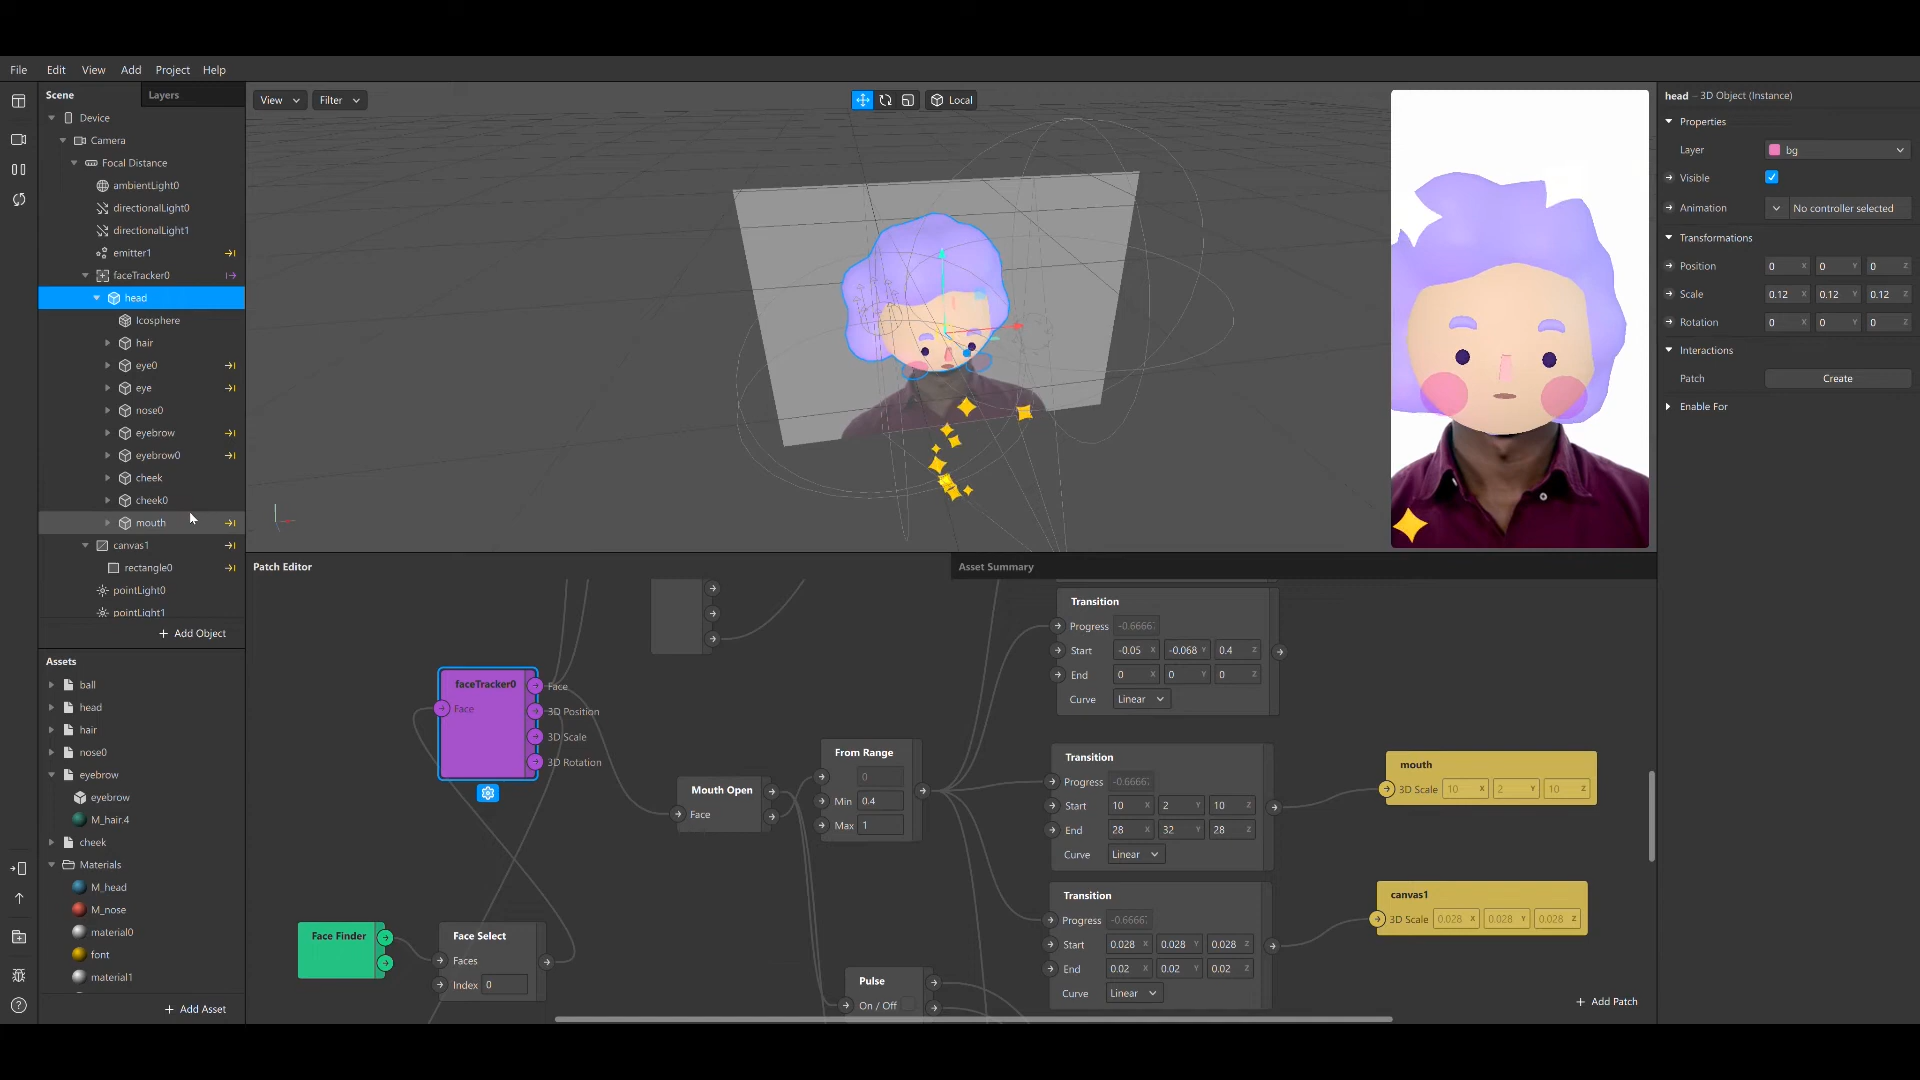 File Edit View Add Project Help
Scene Layers
Device
Camera
Focal Distance
ambientLight0
directionalLight0
directionalLight1
emitter1
faceTracker0
head
Icosphere
hair
eye0
eye
nose0
eyebrow
eyebrow0
cheek
cheek0
mouth
canvas1
rectangle0
pointLight0
pointLight1
+ Add Object
Assets
ball
head
hair
nose0
eyebrow
eyebrow
M_hair.4
cheek
Materials
M_head
M_nose
material0
font
material1
+ Add Asset
View Filter
Local
Patch Editor Asset Summary
faceTracker0
Face
Face
3D Position
3D Scale
3D Rotation
Face Finder
Face Select
Faces
Index 0
Mouth Open
Face
From Range
0
Min 0.4
Max 1
Pulse
On / Off
Transition
Progress -0.6666
Start -0.05 X -0.068 Y 0.4 Z
End 0 X 0 Y 0 Z
Curve Linear
Transition
Progress -0.6666
Start 10 X 2 Y 10 Z
End 28 X 32 Y 28 Z
Curve Linear
Transition
Progress -0.6666
Start 0.028 X 0.028 Y 0.028 Z
End 0.02 X 0.02 Y 0.02 Z
Curve Linear
mouth
3D Scale 10 X 2 Y 10 Z
canvas1
3D Scale 0.028 X 0.028 Y 0.028 Z
+ Add Patch
head – 3D Object (Instance)
Properties
Layer bg
Visible
Animation No controller selected
Transformations
Position 0 X 0 Y 0 Z
Scale 0.12 X 0.12 Y 0.12 Z
Rotation 0 X 0 Y 0 Z
Interactions
Patch Create
Enable For